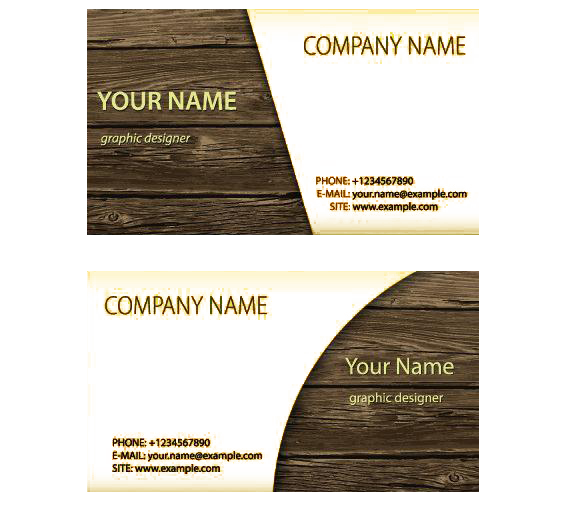 COMPANY NAME
YOUR NAME
graphic designer
PHONE: +1234567890
E-MAIL: your.name@example.com
SITE: www.example.com
COMPANY NAME
Your Name
graphic designer
PHONE: +1234567890
E-MAIL: your.name@example.com
SITE: www.example.com